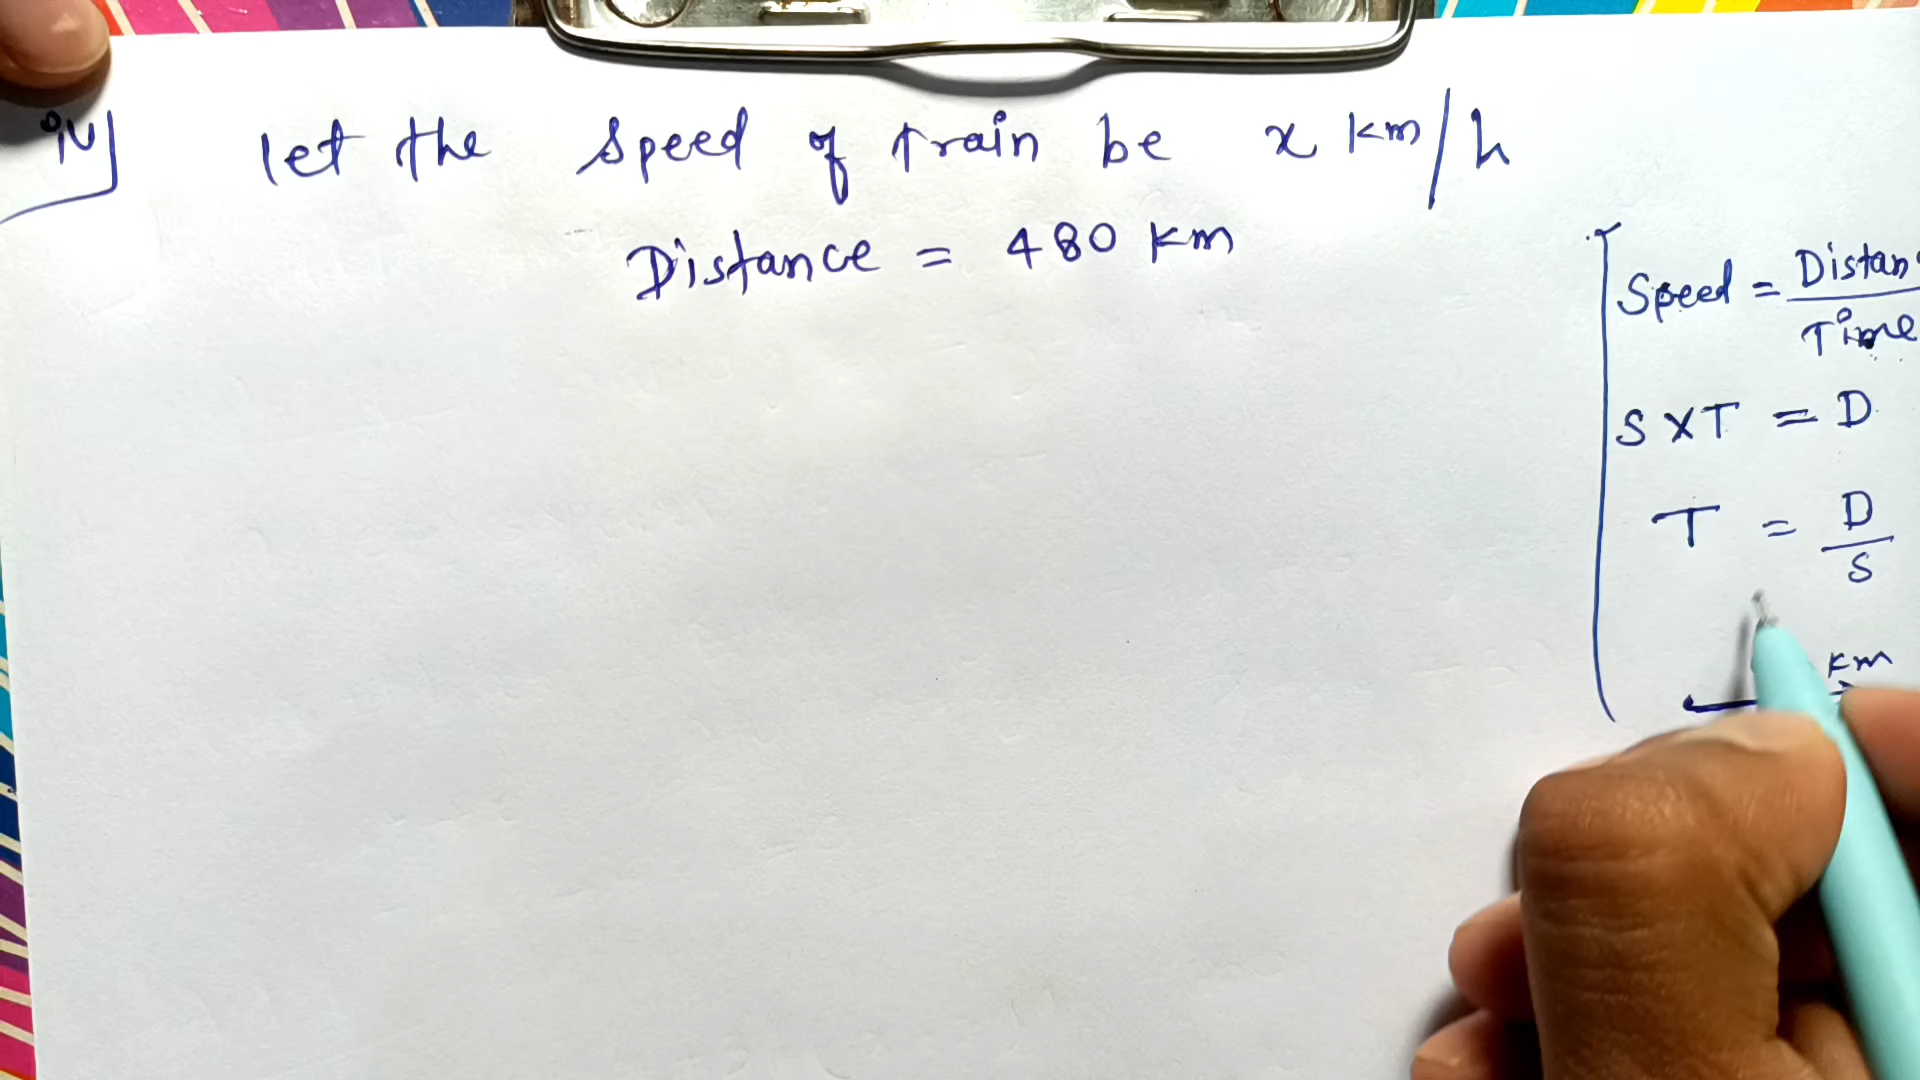 iv) let the speed of train be x km/h
Distance = 480 km
Speed = Distan
Time
S X T = D
T = D
S
km